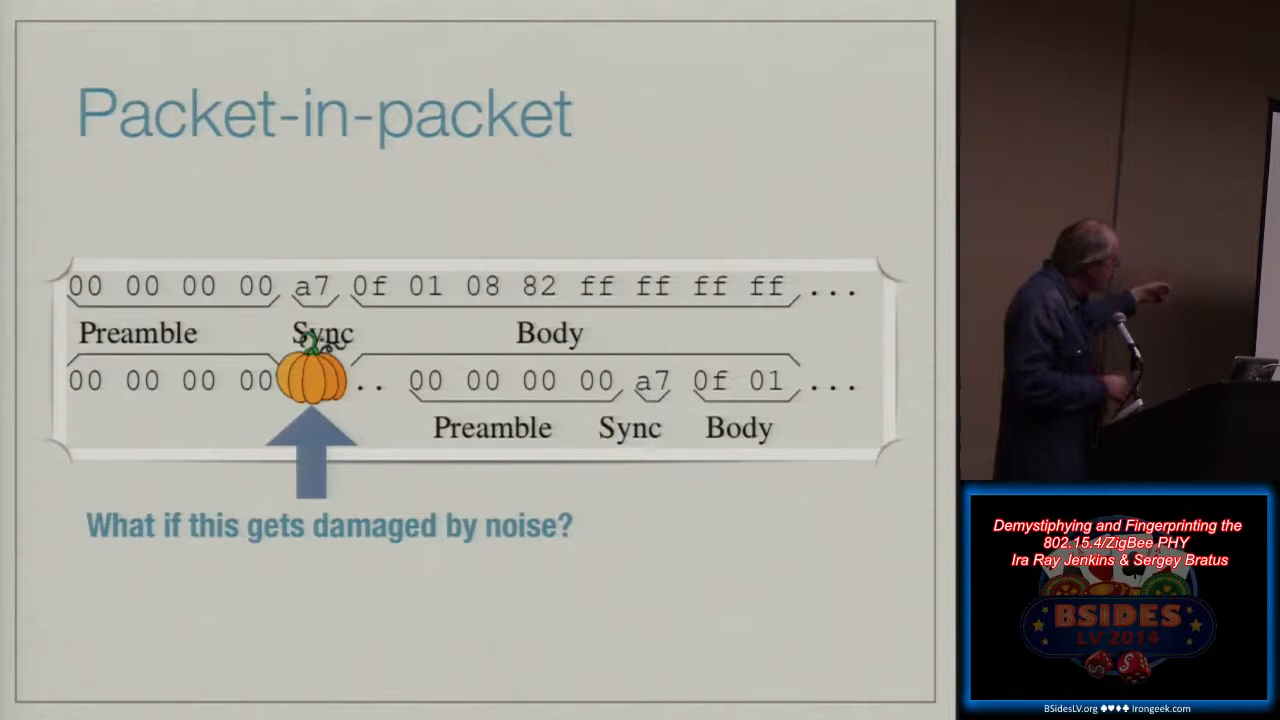 Packet-in-packet
00 00 00 00 a7 0f 01 08 82 ff ff ff ff ...
Preamble Sync Body
00 00 00 00 .. 00 00 00 00 a7 0f 01 ...
Preamble Sync Body
What if this gets damaged by noise?
Demystiphying and Fingerprinting the
802.15.4/ZigBee PHY
Ira Ray Jenkins & Sergey Bratus
BSIDES
LV 2014
BSidesLV.org ♠♥♦♣ Irongeek.com